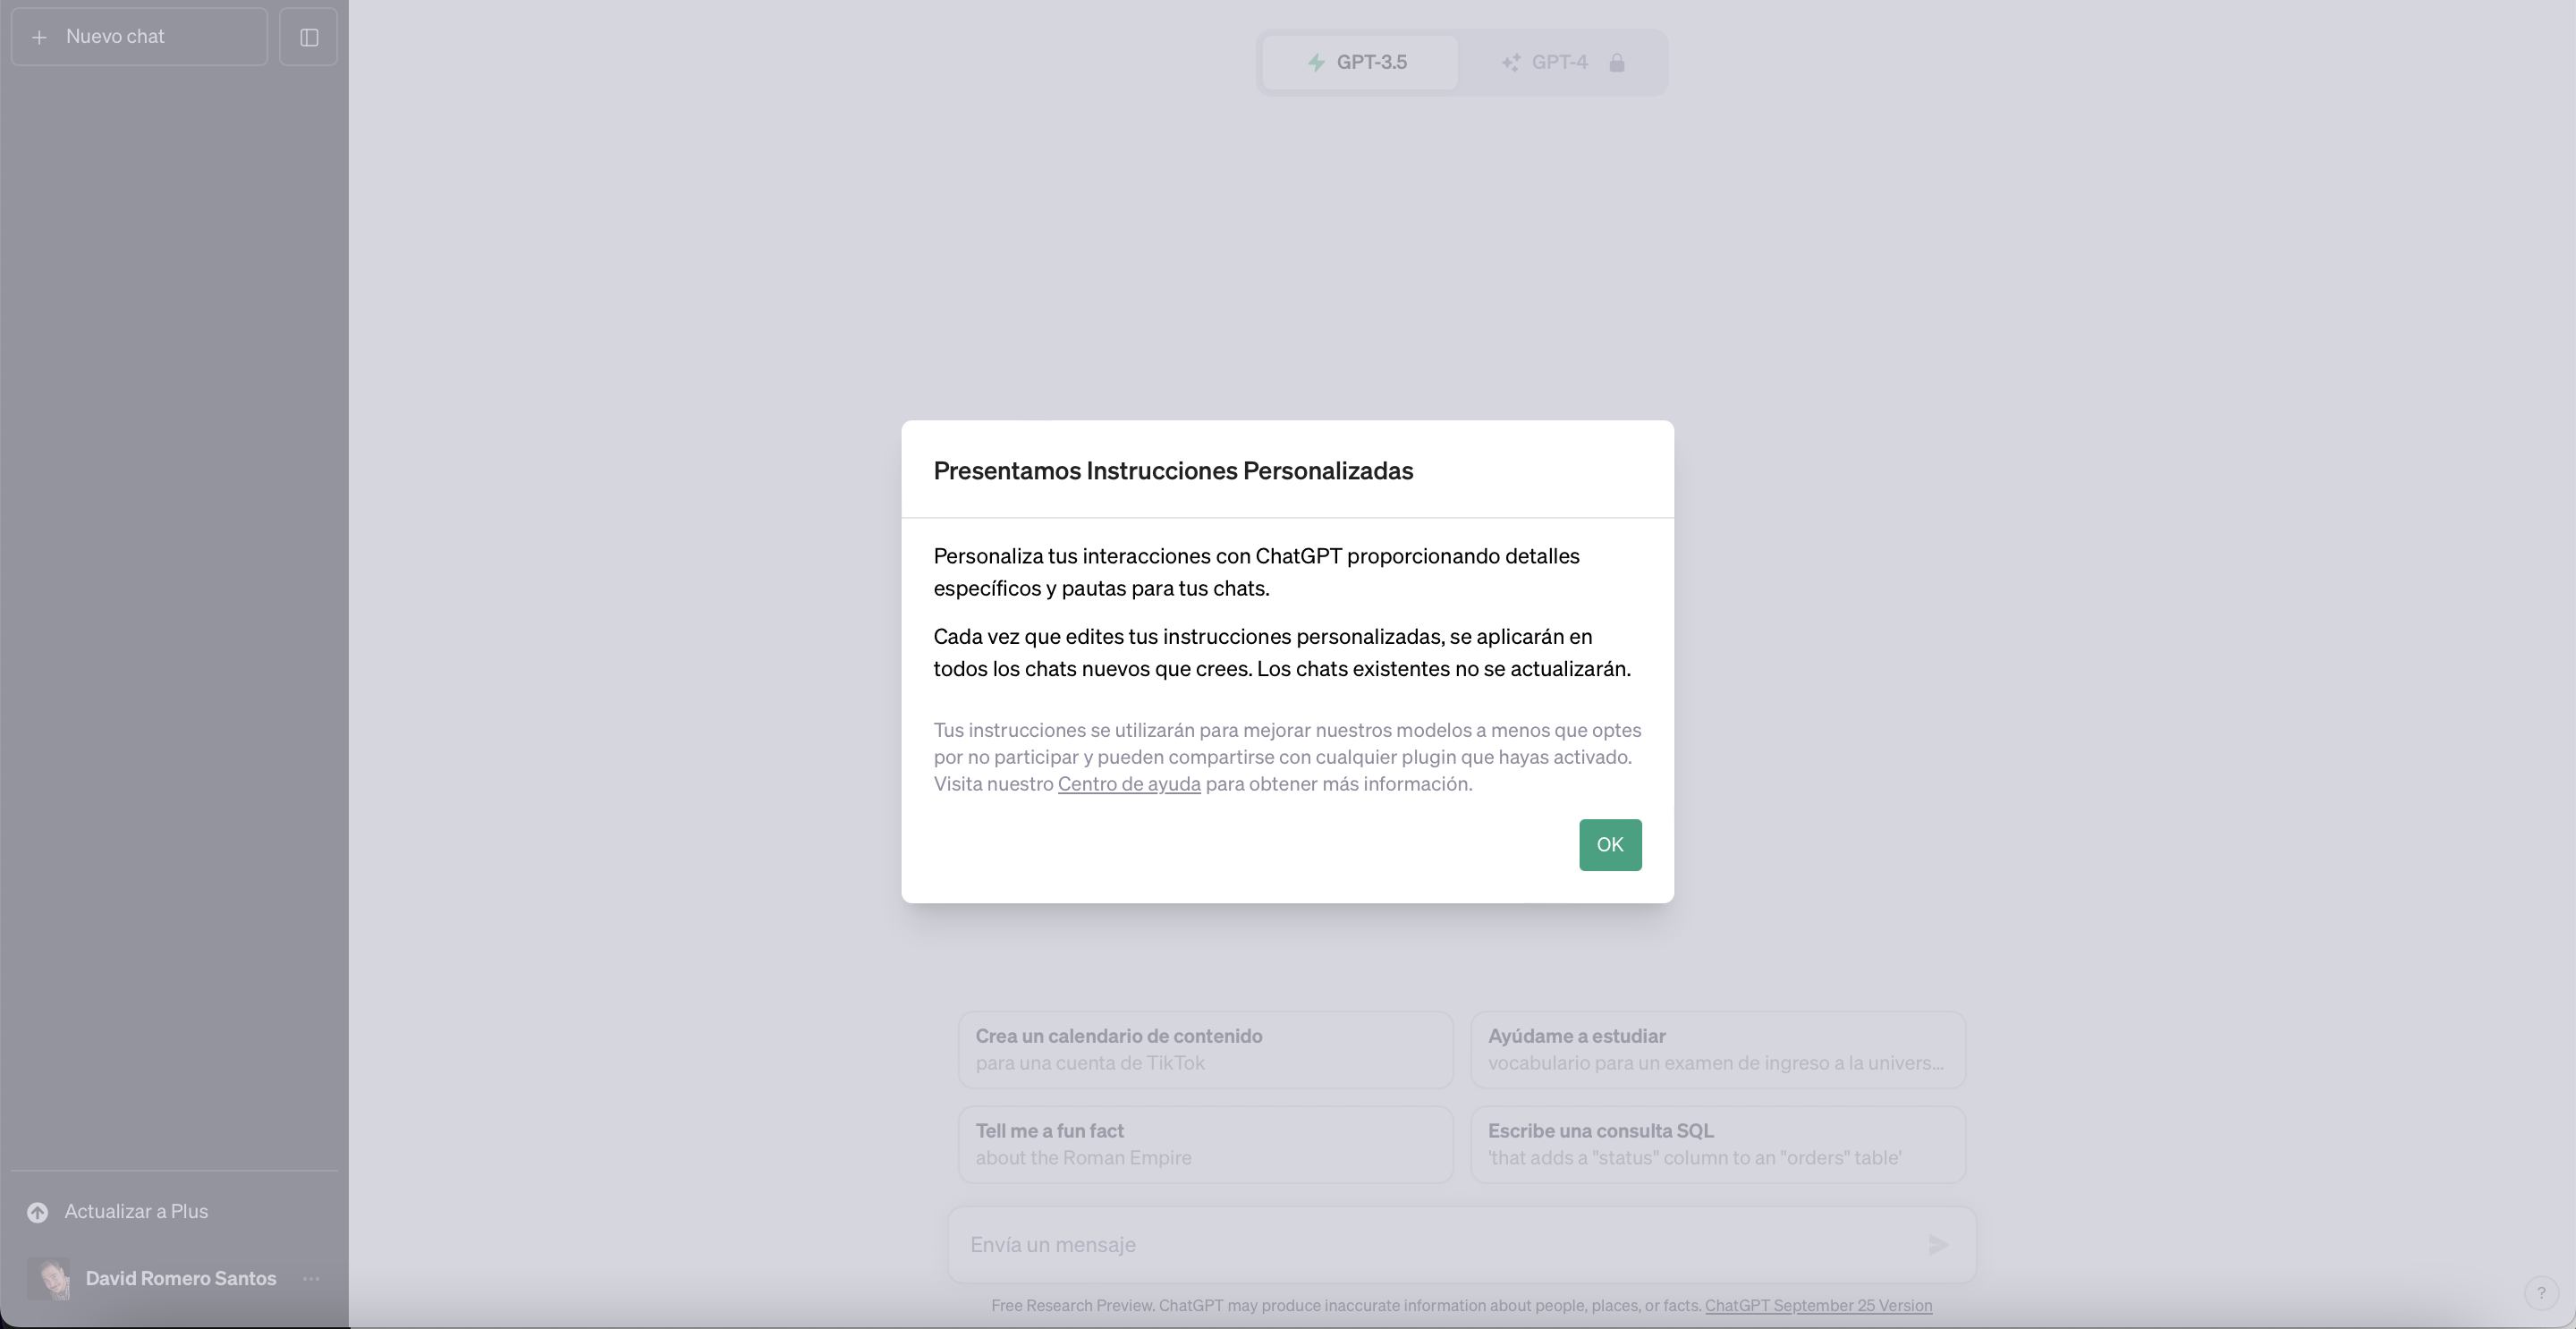 Nuevo chat
GPT-3.5
GPT-4
Presentamos Instrucciones Personalizadas
Personaliza tus interacciones con ChatGPT proporcionando detalles
específicos y pautas para tus chats.
Cada vez que edites tus instrucciones personalizadas, se aplicarán en
todos los chats nuevos que crees. Los chats existentes no se actualizarán.
Tus instrucciones se utilizarán para mejorar nuestros modelos a menos que optes
por no participar y pueden compartirse con cualquier plugin que hayas activado.
Visita nuestro Centro de ayuda para obtener más información.
OK
Crea un calendario de contenido
para una cuenta de TikTok
Ayúdame a estudiar
vocabulario para un examen de ingreso a la univers...
Tell me a fun fact
about the Roman Empire
Escribe una consulta SQL
'that adds a "status" column to an "orders" table'
Actualizar a Plus
Envía un mensaje
David Romero Santos
Free Research Preview. ChatGPT may produce inaccurate information about people, places, or facts. ChatGPT September 25 Version
?